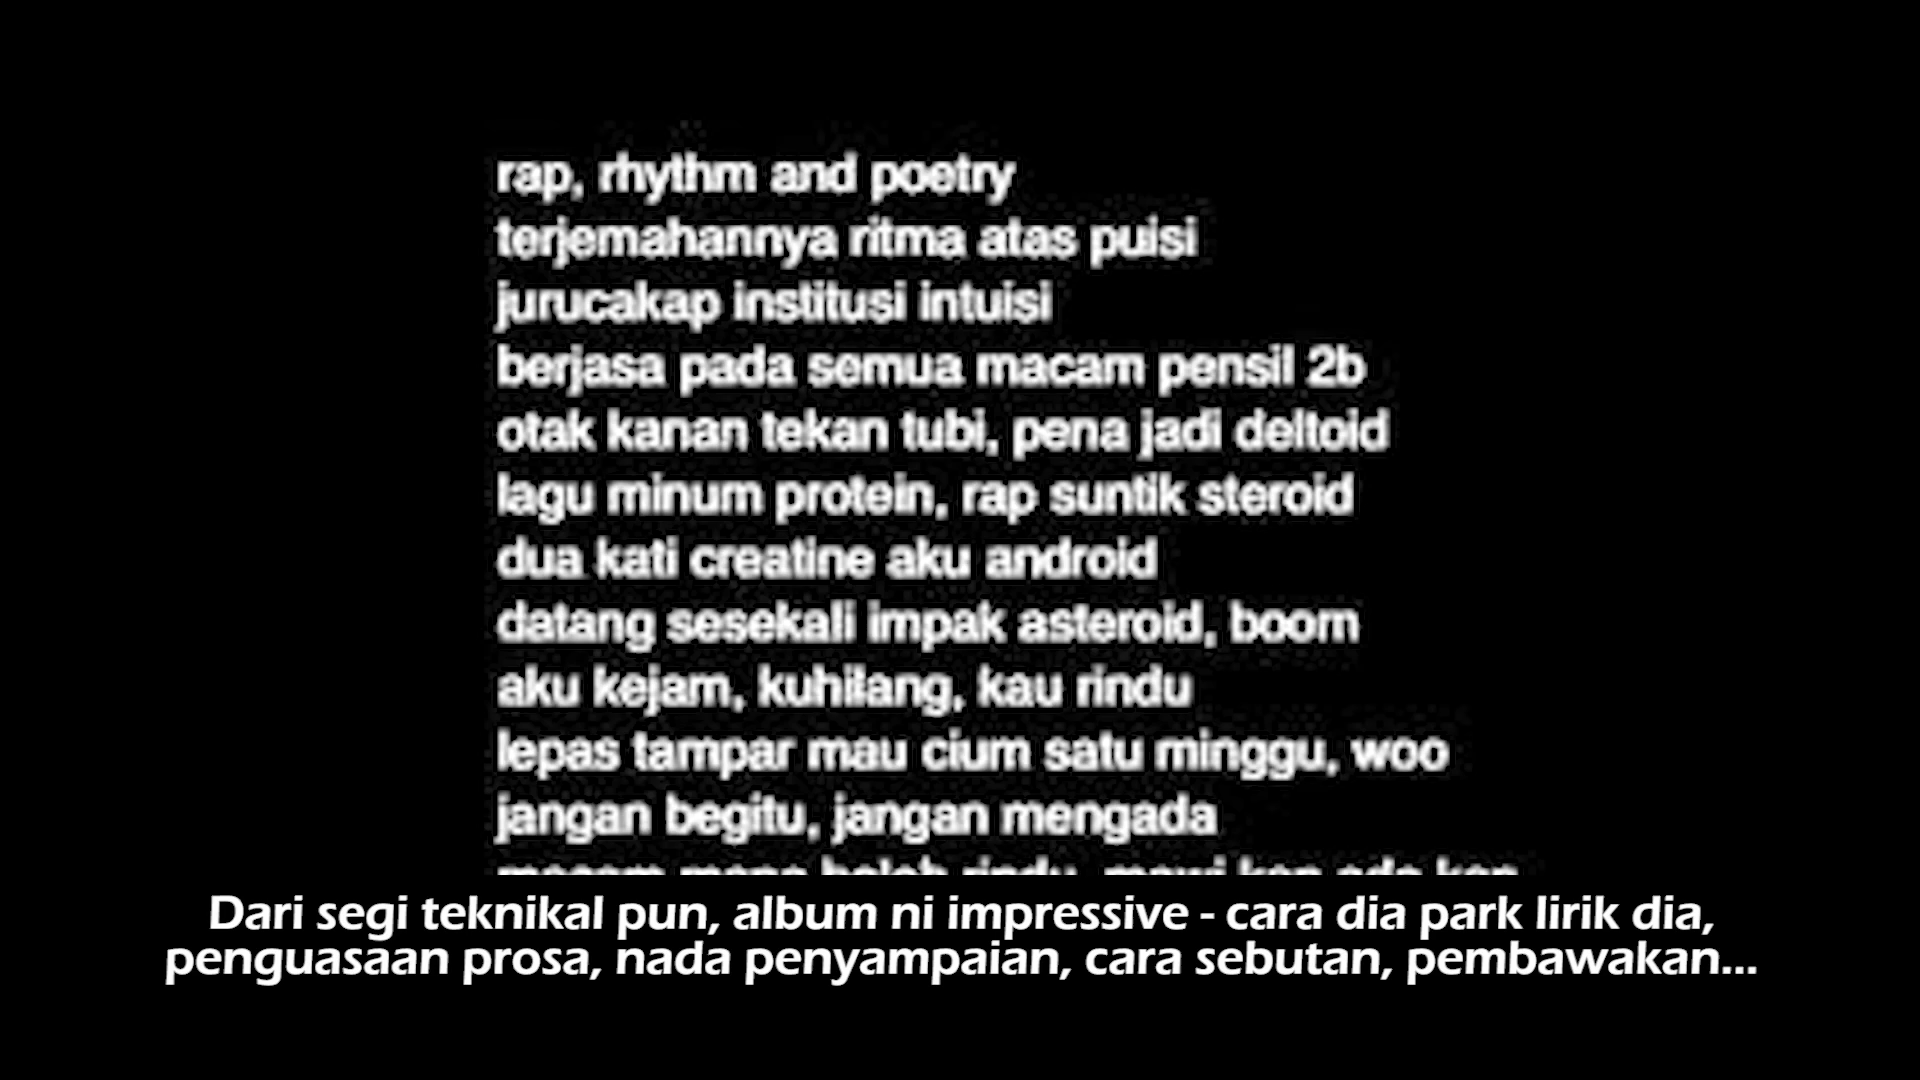 rap, rhythm and poetry
terjemahannya ritma atas puisi
jurucakap institusi intuisi
berjasa pada semua macam pensil 2b
otak kanan tekan tubi, pena jadi deltoid
lagu minum protein, rap suntik steroid
dua kati creatine aku android
datang sesekali impak asteroid, boom
aku kejam, kuhilang, kau rindu
lepas tampar mau cium satu minggu, woo
jangan begitu, jangan mengada
Dari segi teknikal pun, album ni impressive - cara dia park lirik dia,
penguasaan prosa, nada penyampaian, cara sebutan, pembawakan...